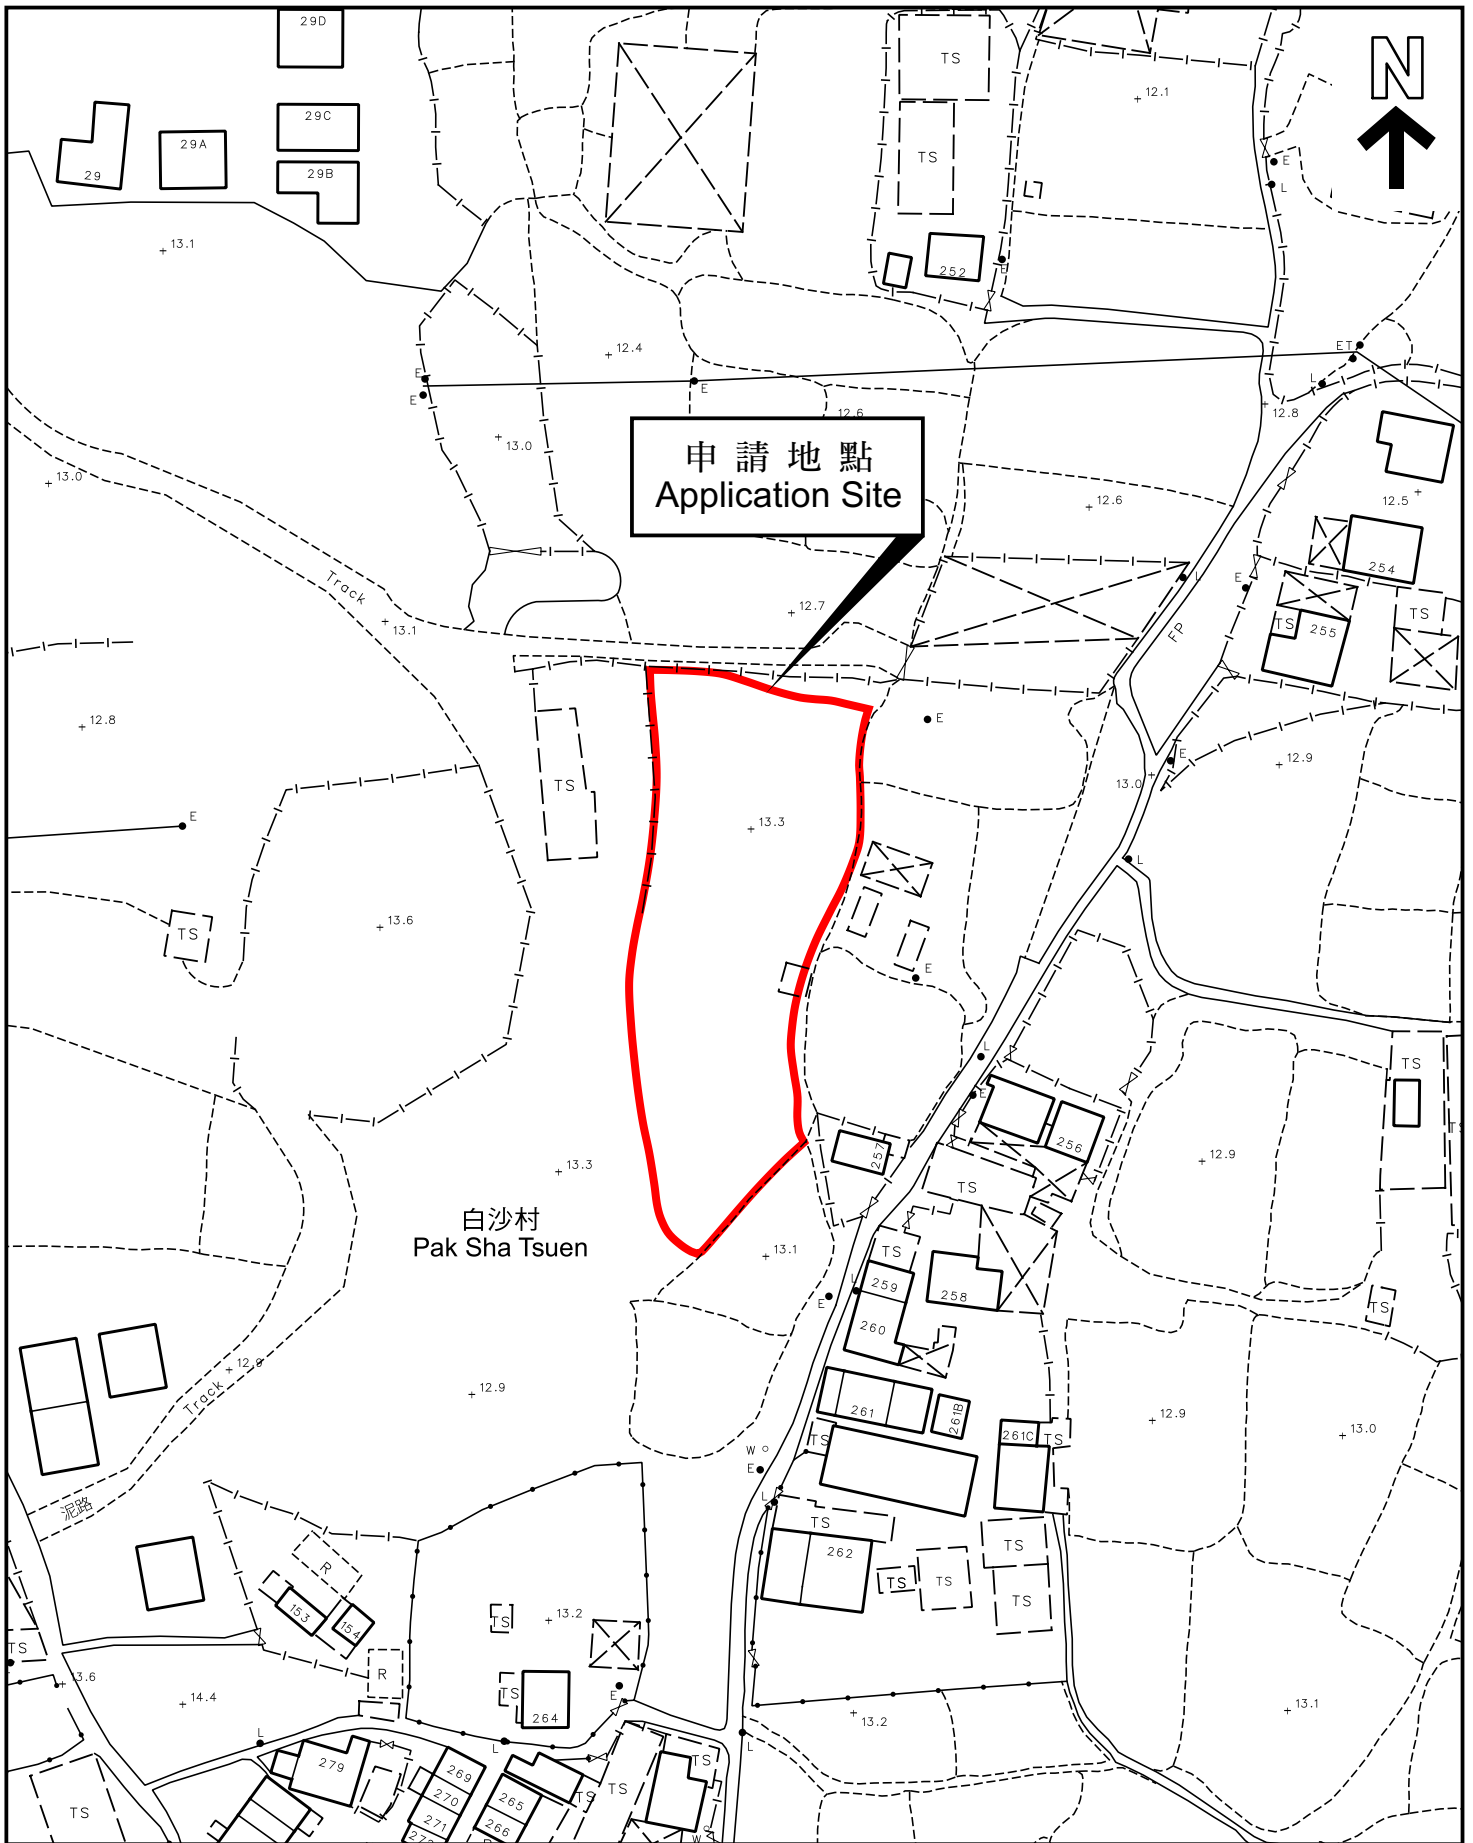 29D
29C
29A
29B
29
TS
12.1
N
TS
E
L
13.1
252
E
12.4
ET
E
E
E
L
12.8
12.6
13.0
申請地點
Application Site
13.0
12.6
12.5
254
Track
12.7
L
E
TS
13.1
FP
TS
255
12.8
E
E
12.9
13.0
TS
E
13.3
L
TS
13.6
E
L
TS
E
256
257
12.9
13.3
TS
白沙村
Pak Sha Tsuen
13.1
TS
259
L
258
E
260
TS
12.9
Track
12.9
261
261B
12.9
13.0
TS
261C
TS
W
E
泥路
L
TS
262
TS
R
TS
TS
TS
153
154
TS
13.2
TS
R
13.6
14.4
TS
E
264
13.2
13.1
L
L
L
279
269
TS
270
265
TS
TS
271
266
TS
272
W